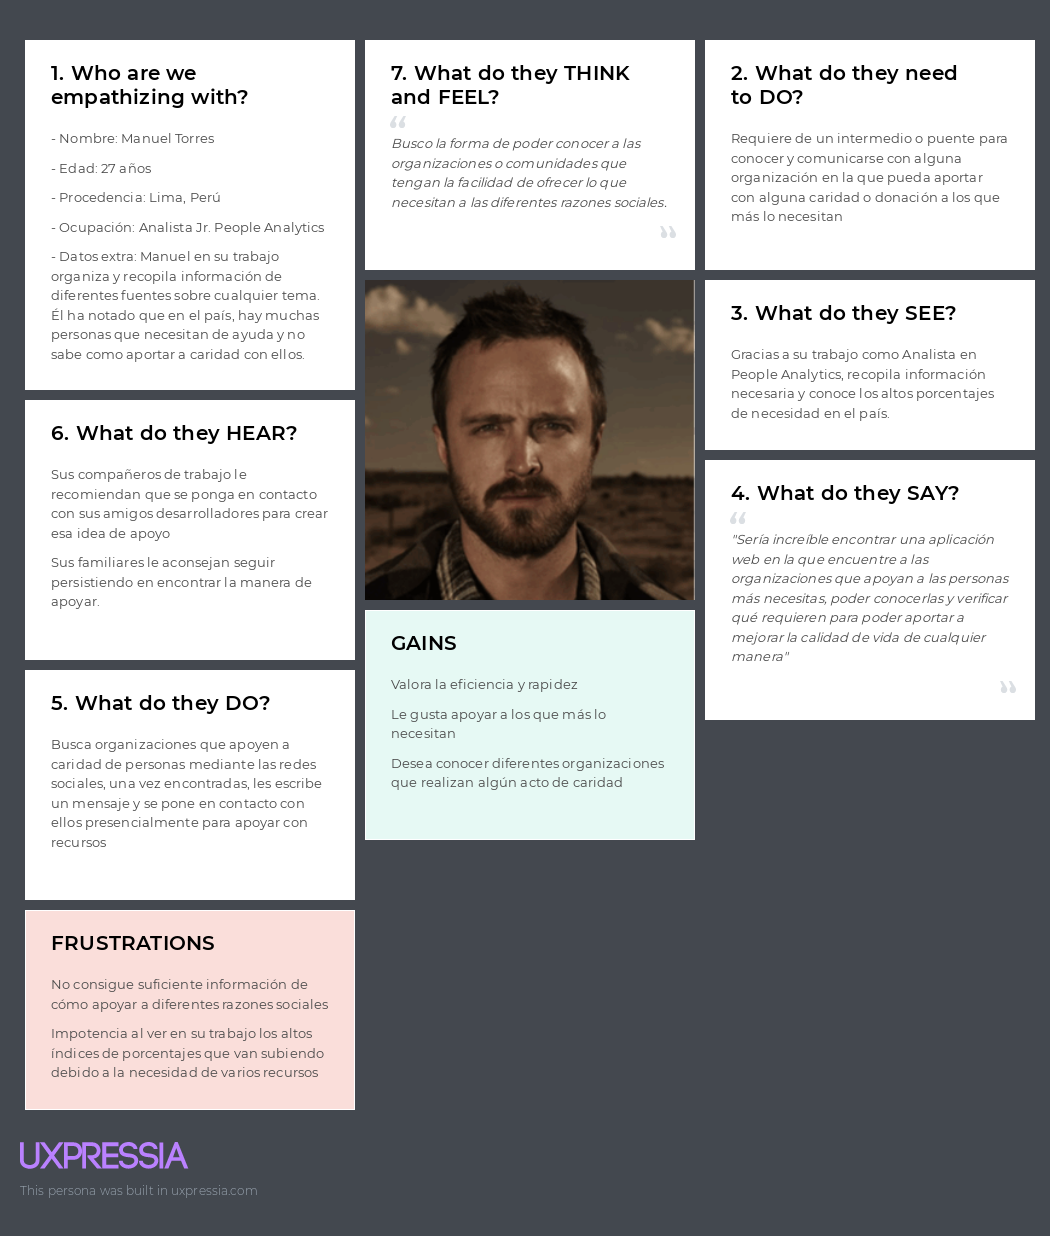 1. Who are we
empathizing with?
- Nombre: Manuel Torres
- Edad: 27 años
- Procedencia: Lima, Perú
- Ocupación: Analista Jr. People Analytics
- Datos extra: Manuel en su trabajo
organiza y recopila información de
diferentes fuentes sobre cualquier tema.
Él ha notado que en el país, hay muchas
personas que necesitan de ayuda y no
sabe como aportar a caridad con ellos.
7. What do they THINK
and FEEL?
“
Busco la forma de poder conocer a las
organizaciones o comunidades que
tengan la facilidad de ofrecer lo que
necesitan a las diferentes razones sociales.
”
2. What do they need
to DO?
Requiere de un intermedio o puente para
conocer y comunicarse con alguna
organización en la que pueda aportar
con alguna caridad o donación a los que
más lo necesitan
3. What do they SEE?
Gracias a su trabajo como Analista en
People Analytics, recopila información
necesaria y conoce los altos porcentajes
de necesidad en el país.
6. What do they HEAR?
Sus compañeros de trabajo le
recomiendan que se ponga en contacto
con sus amigos desarrolladores para crear
esa idea de apoyo
Sus familiares le aconsejan seguir
persistiendo en encontrar la manera de
apoyar.
4. What do they SAY?
“
"Sería increíble encontrar una aplicación
web en la que encuentre a las
organizaciones que apoyan a las personas
más necesitas, poder conocerlas y verificar
qué requieren para poder aportar a
mejorar la calidad de vida de cualquier
manera"
”
5. What do they DO?
Busca organizaciones que apoyen a
caridad de personas mediante las redes
sociales, una vez encontradas, les escribe
un mensaje y se pone en contacto con
ellos presencialmente para apoyar con
recursos
GAINS
Valora la eficiencia y rapidez
Le gusta apoyar a los que más lo
necesitan
Desea conocer diferentes organizaciones
que realizan algún acto de caridad
FRUSTRATIONS
No consigue suficiente información de
cómo apoyar a diferentes razones sociales
Impotencia al ver en su trabajo los altos
índices de porcentajes que van subiendo
debido a la necesidad de varios recursos
UXPRESSIA
This persona was built in uxpressia.com